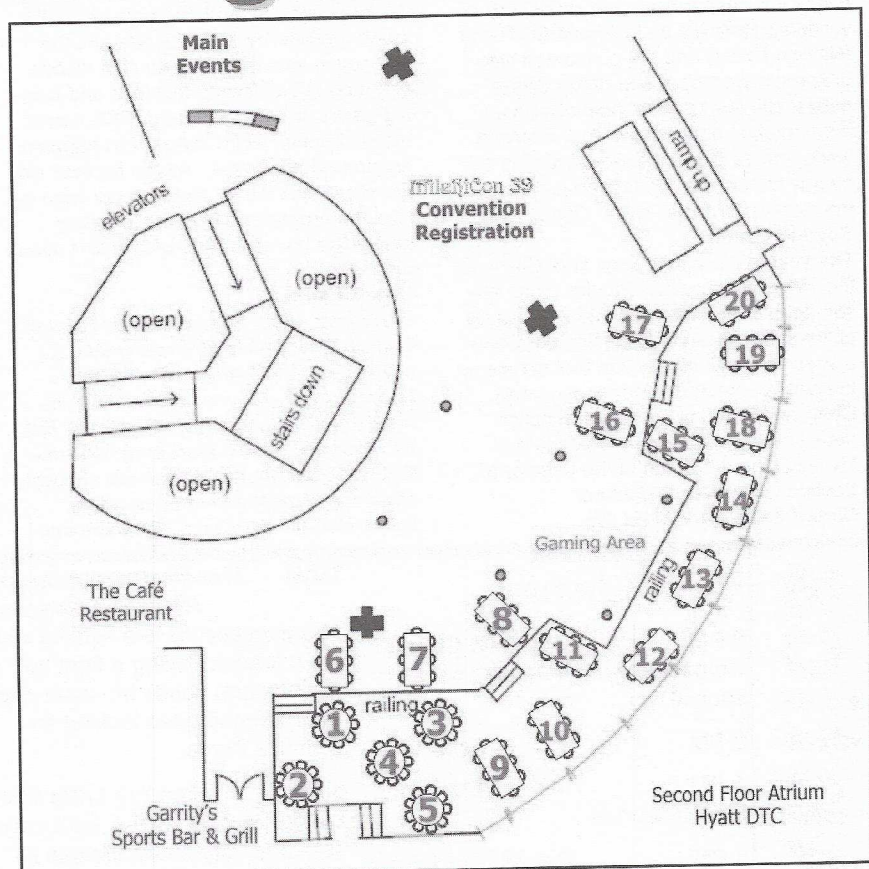 Main
Events
elevators
MileHiCon 39
Convention
Registration
ramp up
(open)
(open)
stairs down
(open)
20
17
19
16
15
18
14
Gaming Area
railing
13
The Café
Restaurant
8
6
7
11
12
railing
1
3
10
4
9
2
5
Garrity's
Sports Bar & Grill
Second Floor Atrium
Hyatt DTC